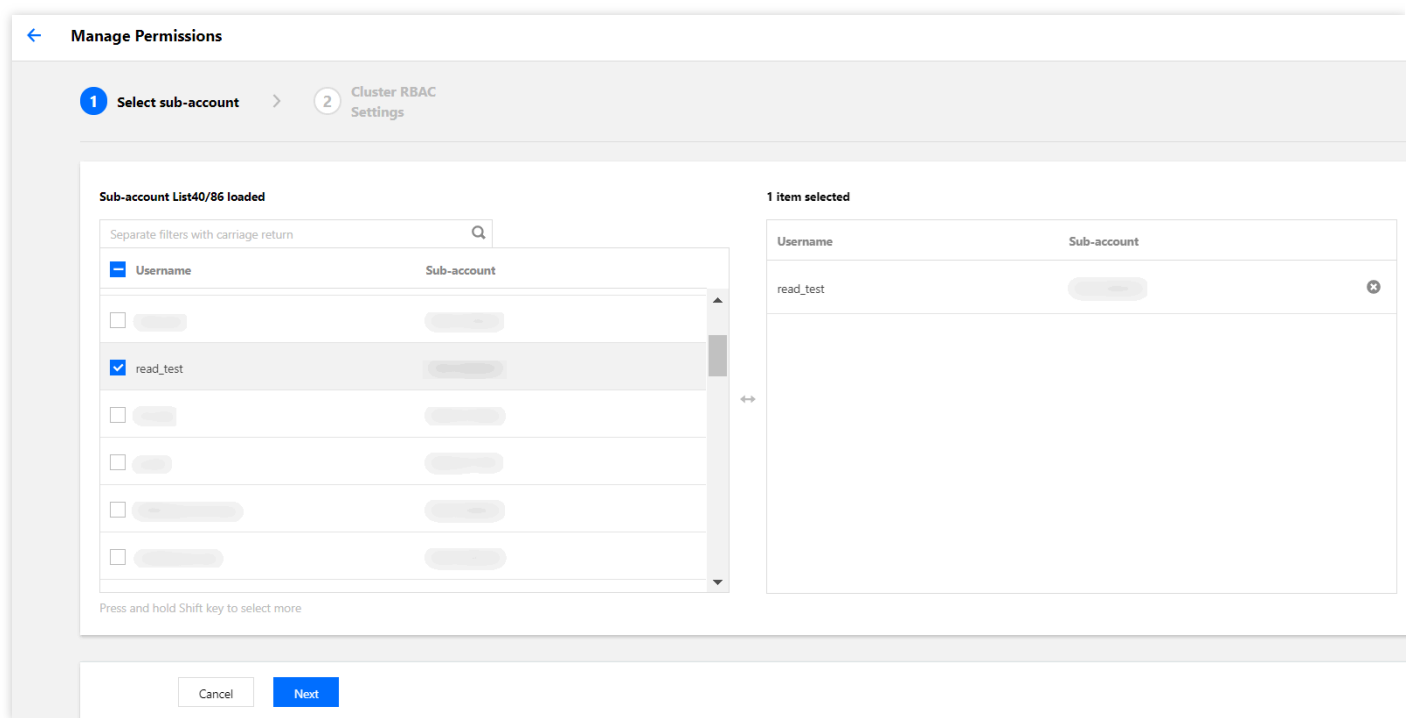 Manage Permissions
1 Select sub-account
2 Cluster RBAC
Settings
Sub-account List40/86 loaded
Separate filters with carriage return
Username Sub-account
read_test
Press and hold Shift key to select more
1 item selected
Username Sub-account
read_test
Cancel Next